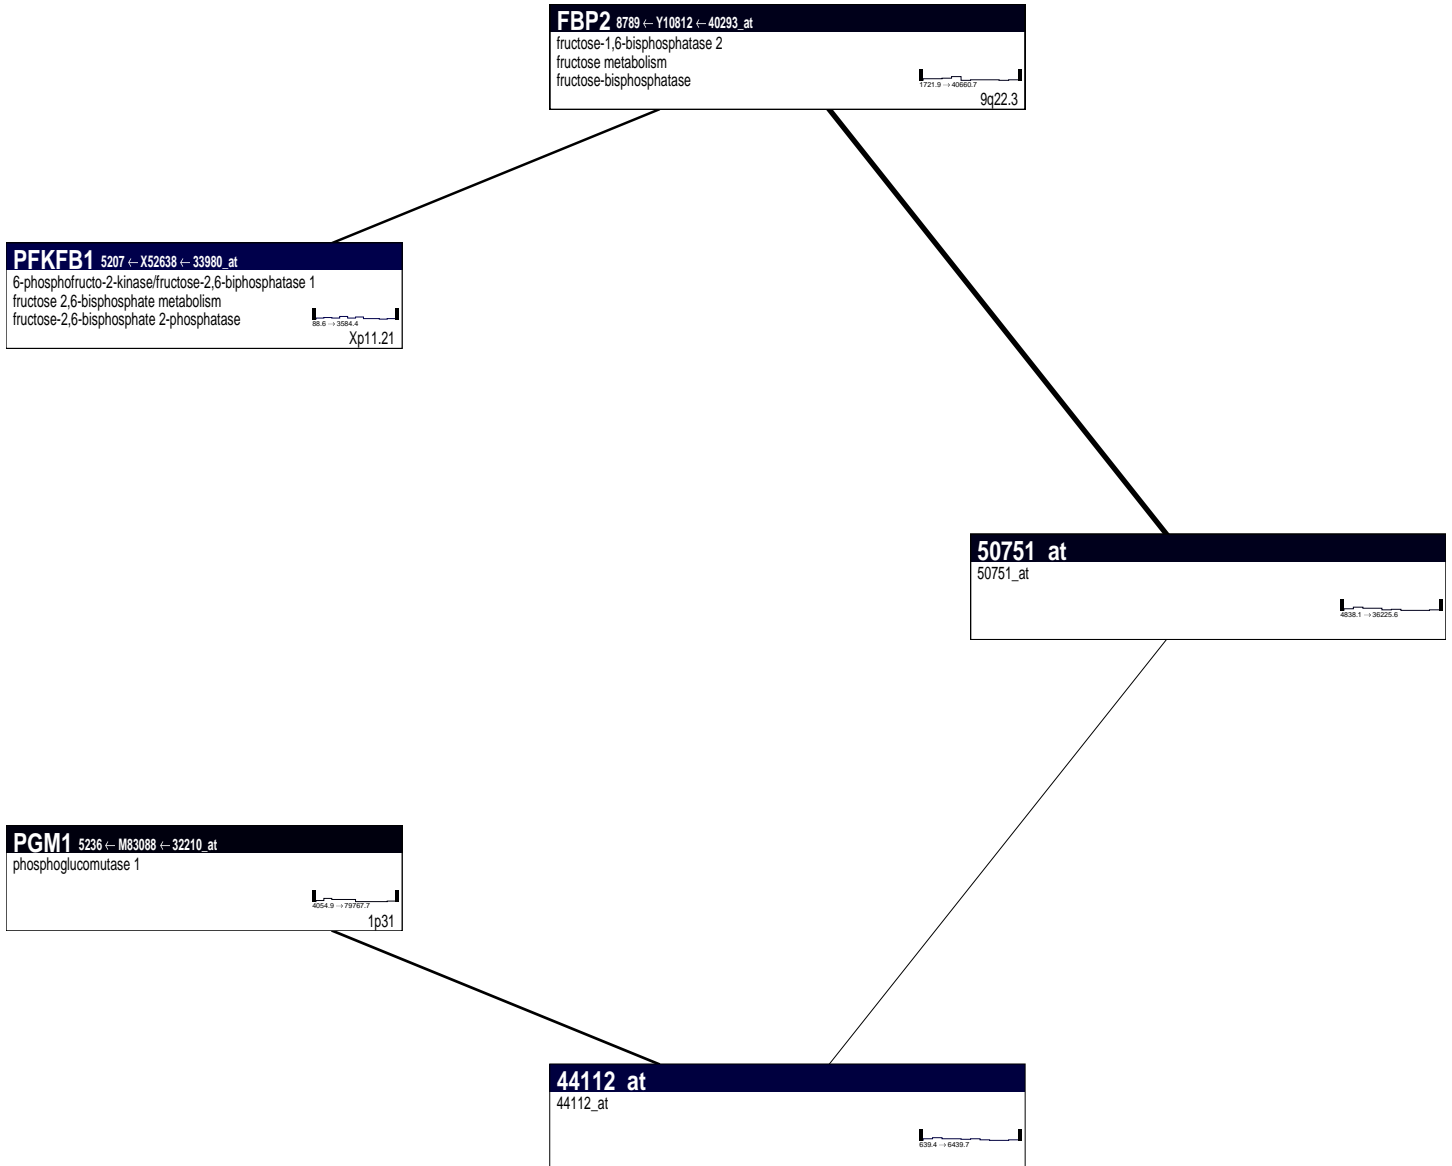 FBP2 8789 ← Y10812 ← 40293_at
fructose-1,6-bisphosphatase 2
fructose metabolism
fructose-bisphosphatase
1721.9 → 40660.7
9q22.3
PFKFB1 5207 ← X52638 ← 33980_at
6-phosphofructo-2-kinase/fructose-2,6-biphosphatase 1
fructose 2,6-bisphosphate metabolism
fructose-2,6-bisphosphate 2-phosphatase
88.6 → 3584.4
Xp11.21
50751_at
50751_at
4838.1 → 36225.6
PGM1 5236 ← M83088 ← 32210_at
phosphoglucomutase 1
4054.9 → 79767.7
1p31
44112_at
44112_at
639.4 → 6439.7